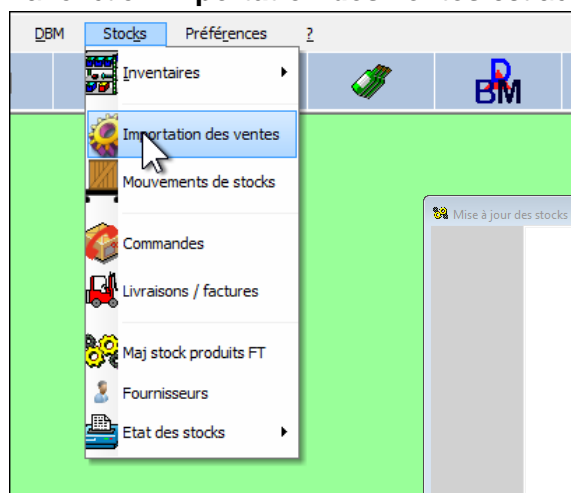 DBM Stocks Préférences ?
Inventaires
DBM
Importation des ventes
Mouvements de stocks
Mise à jour des stocks
Commandes
Livraisons / factures
Maj stock produits FT
Fournisseurs
Etat des stocks